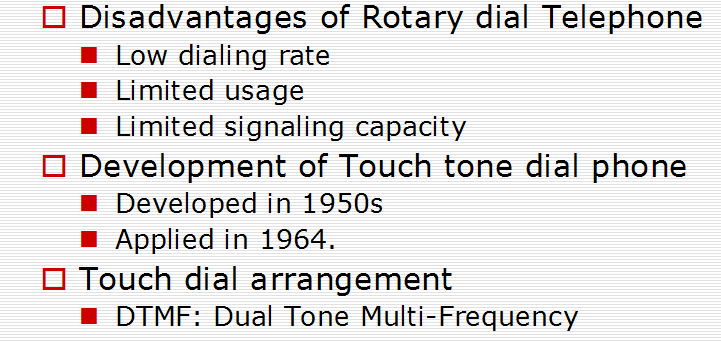 Disadvantages of Rotary dial Telephone
Low dialing rate
Limited usage
Limited signaling capacity
Development of Touch tone dial phone
Developed in 1950s
Applied in 1964.
Touch dial arrangement
DTMF: Dual Tone Multi-Frequency